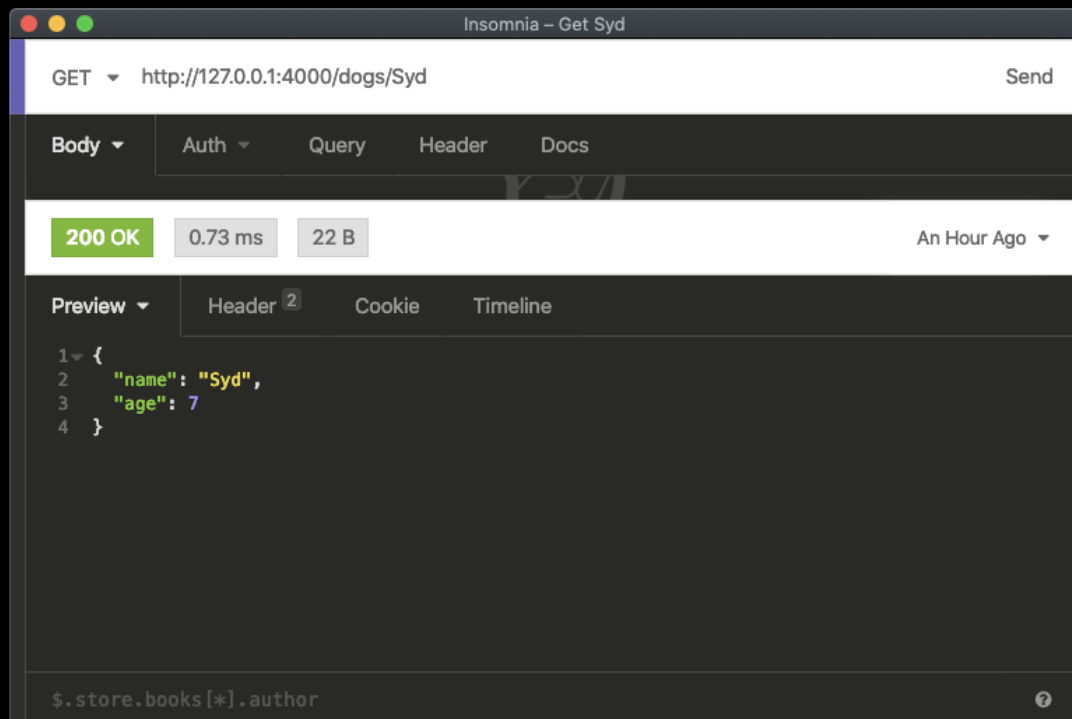 Insomnia – Get Syd
GET http://127.0.0.1:4000/dogs/Syd Send
Body Auth Query Header Docs
200 OK 0.73 ms 22 B An Hour Ago
Preview Header 2 Cookie Timeline
1 {
2 "name": "Syd",
3 "age": 7
4 }
$.store.books[*].author ?